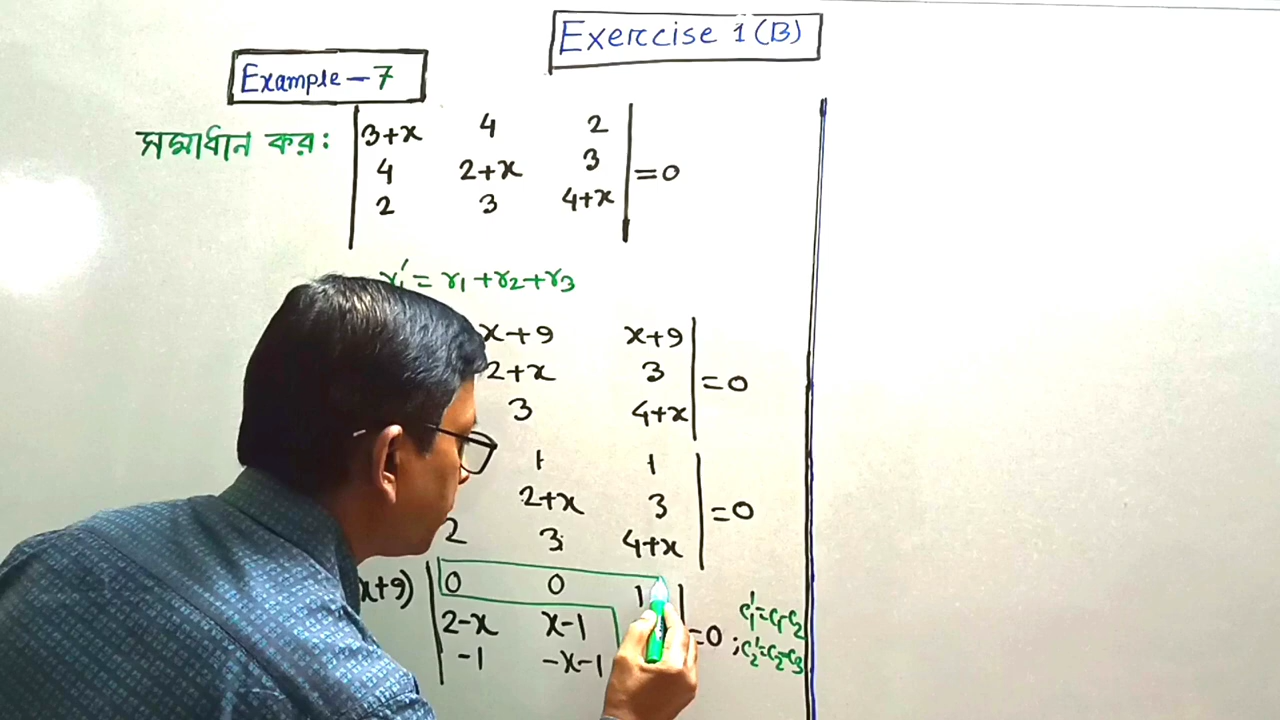 Exercise 1(B)
Example-7
সমাধান কর:
3+x 4 2
4 2+x 3 =0
2 3 4+x
r₁′ = r₁+r₂+r₃
x+9 x+9
2+x 3 =0
3 4+x
1 1
2+x 3 =0
2 3 4+x
x+9) 0 0 1
2-x x-1 =0 ; c₁′=c₁-c₂
-1 -x-1 c₂′=c₂-c₃